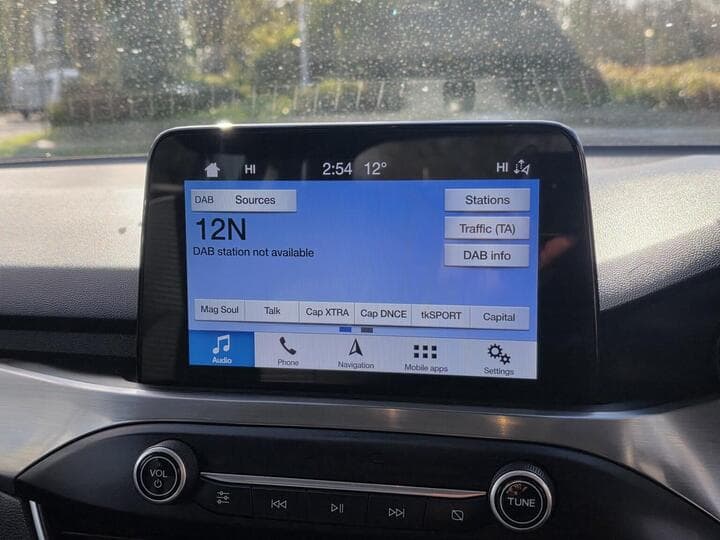 HI 2:54 12° HI
DAB Sources Stations
12N
Traffic (TA)
DAB station not available
DAB info
Mag Soul Talk Cap XTRA Cap DNCE tkSPORT Capital
Audio Phone Navigation Mobile apps Settings
VOL
TUNE